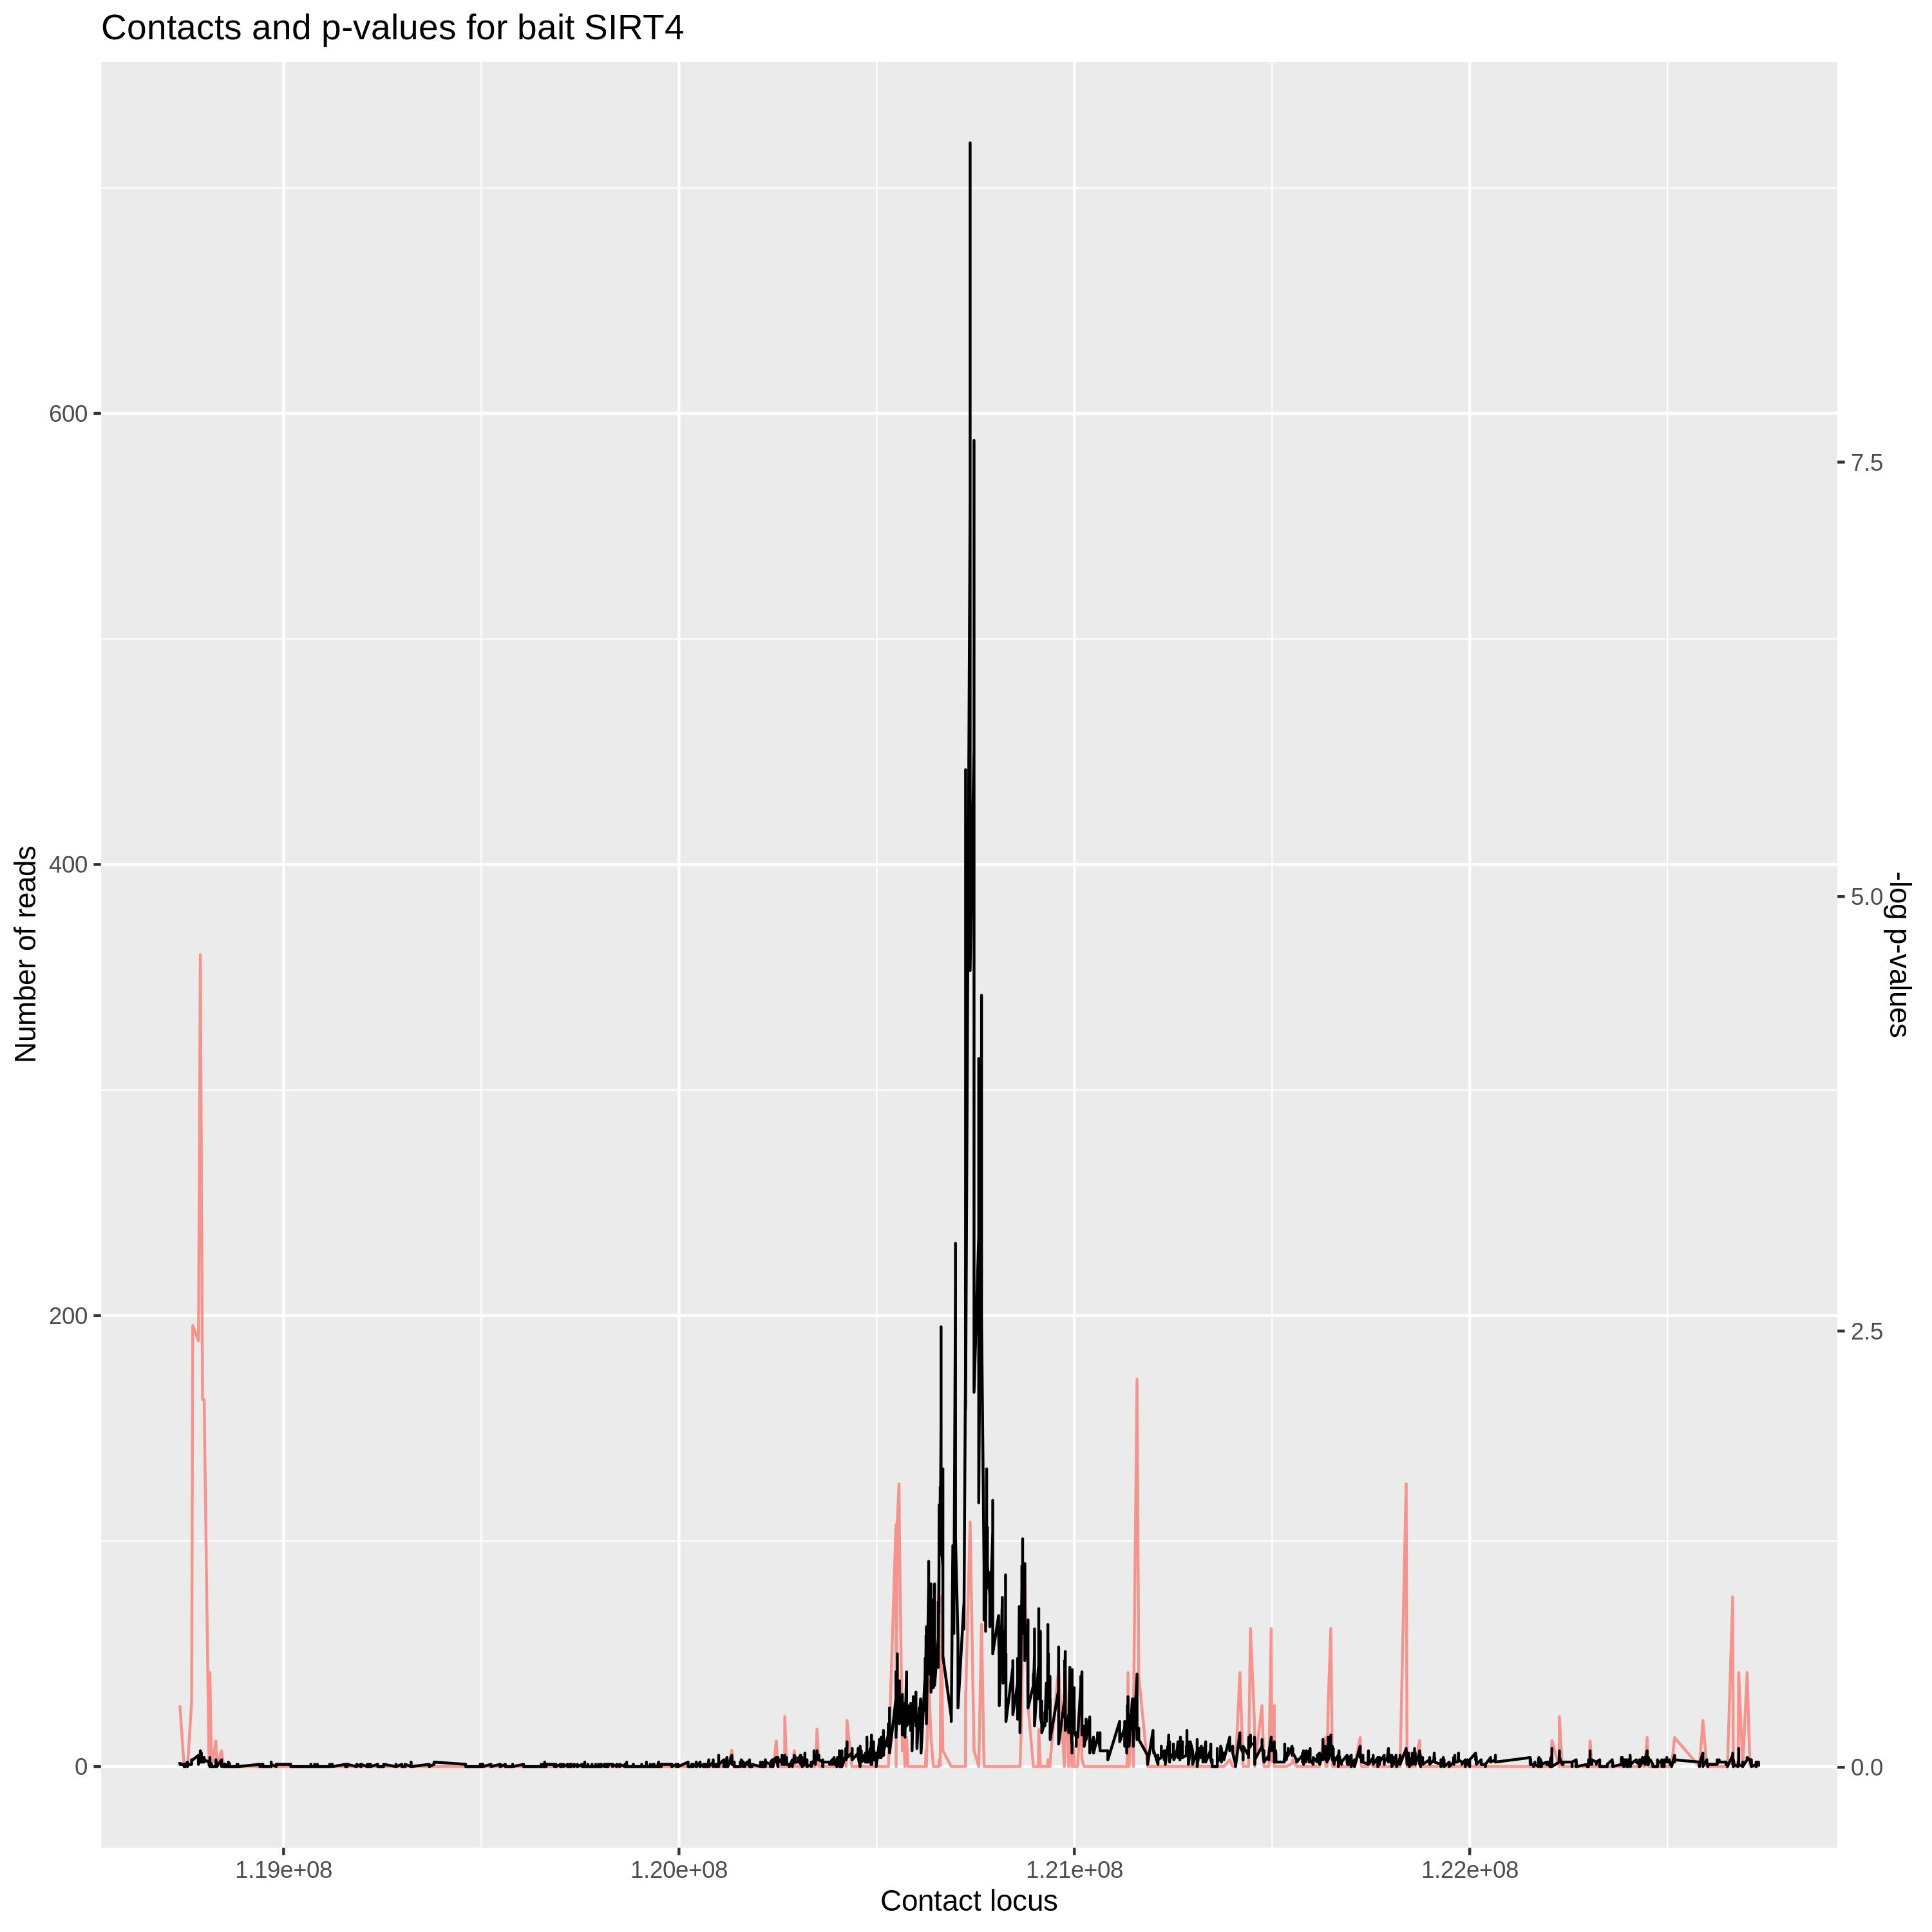 Contacts and p-values for bait SIRT4
Number of reads
600
400
200
0
7.5
5.0
2.5
0.0
-log p-values
1.19e+08
1.20e+08
1.21e+08
1.22e+08
Contact locus